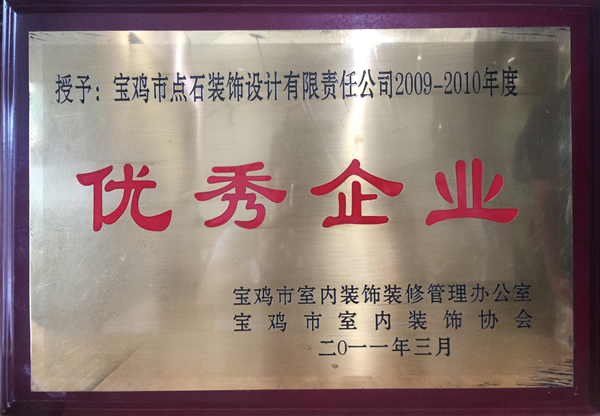 授予：宝鸡市点石装饰设计有限责任公司2009-2010年度
优秀企业
宝鸡市室内装饰装修管理办公室
宝鸡市室内装饰协会
二〇一一年三月